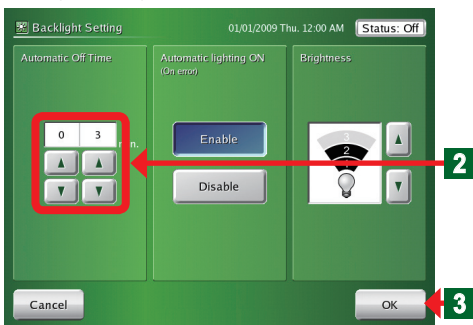 Backlight Setting
01/01/2009 Thu. 12:00 AM
Status: Off
Automatic Off Time
Automatic lighting ON
(On error)
Brightness
0 3
Enable
Disable
3
2
1
2
Cancel
OK
3